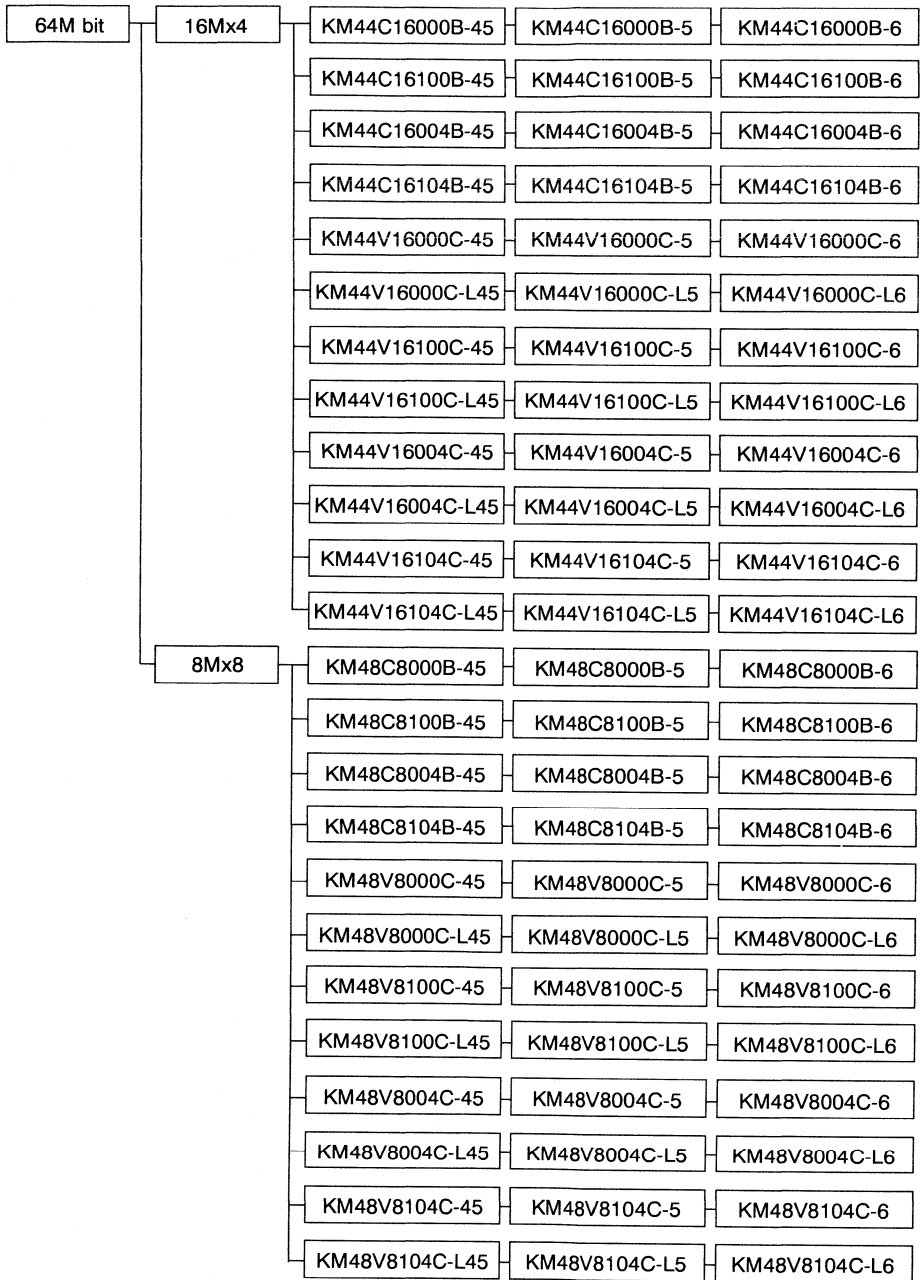 64M bit 16Mx4 KM44C16000B-45 KM44C16000B-5 KM44C16000B-6
KM44C16100B-45 KM44C16100B-5 KM44C16100B-6
KM44C16004B-45 KM44C16004B-5 KM44C16004B-6
KM44C16104B-45 KM44C16104B-5 KM44C16104B-6
KM44V16000C-45 KM44V16000C-5 KM44V16000C-6
KM44V16000C-L45 KM44V16000C-L5 KM44V16000C-L6
KM44V16100C-45 KM44V16100C-5 KM44V16100C-6
KM44V16100C-L45 KM44V16100C-L5 KM44V16100C-L6
KM44V16004C-45 KM44V16004C-5 KM44V16004C-6
KM44V16004C-L45 KM44V16004C-L5 KM44V16004C-L6
KM44V16104C-45 KM44V16104C-5 KM44V16104C-6
KM44V16104C-L45 KM44V16104C-L5 KM44V16104C-L6
8Mx8 KM48C8000B-45 KM48C8000B-5 KM48C8000B-6
KM48C8100B-45 KM48C8100B-5 KM48C8100B-6
KM48C8004B-45 KM48C8004B-5 KM48C8004B-6
KM48C8104B-45 KM48C8104B-5 KM48C8104B-6
KM48V8000C-45 KM48V8000C-5 KM48V8000C-6
KM48V8000C-L45 KM48V8000C-L5 KM48V8000C-L6
KM48V8100C-45 KM48V8100C-5 KM48V8100C-6
KM48V8100C-L45 KM48V8100C-L5 KM48V8100C-L6
KM48V8004C-45 KM48V8004C-5 KM48V8004C-6
KM48V8004C-L45 KM48V8004C-L5 KM48V8004C-L6
KM48V8104C-45 KM48V8104C-5 KM48V8104C-6
KM48V8104C-L45 KM48V8104C-L5 KM48V8104C-L6